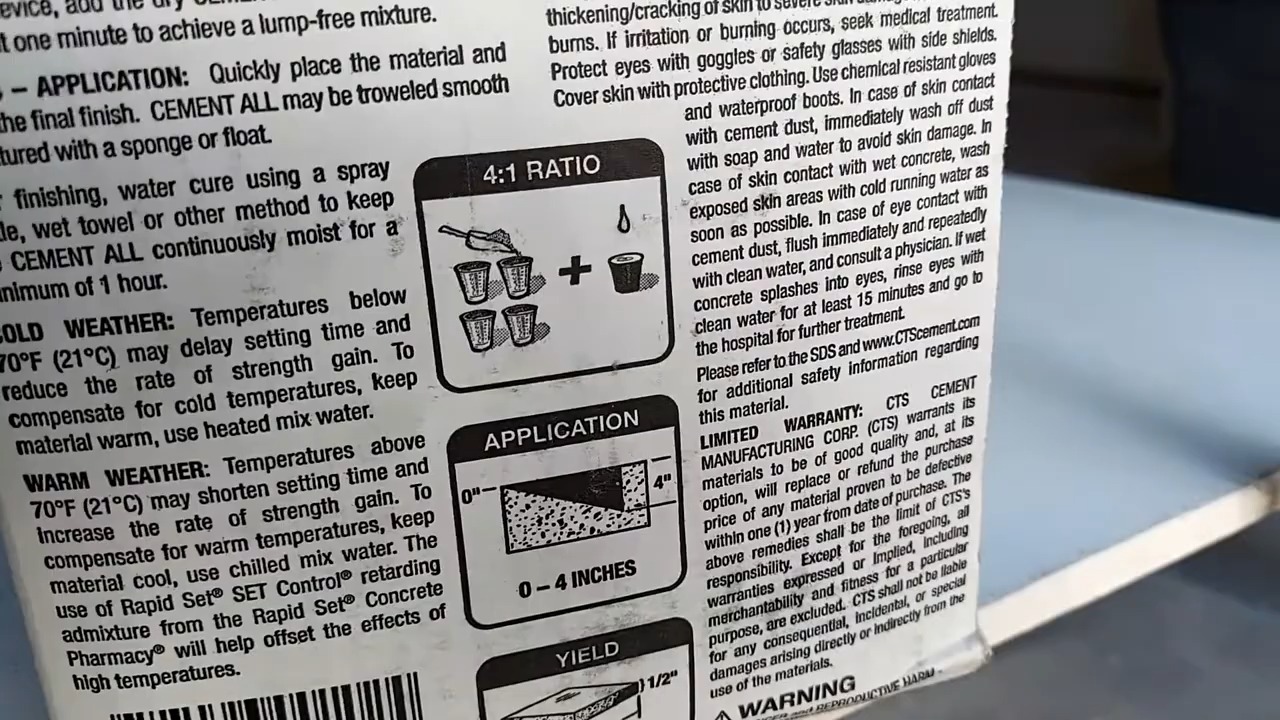 add the dry
one minute to achieve a lump-free mixture.
– APPLICATION: Quickly place the material and
the final finish. CEMENT ALL may be troweled smooth
with a sponge or float.
finishing, water cure using a spray
wet towel or other method to keep
CEMENT ALL continuously moist for a
of 1 hour.
WEATHER: Temperatures below
70°F (21°C) may delay setting time and
reduce the rate of strength gain. To
compensate for cold temperatures, keep
material warm, use heated mix water.
WARM WEATHER: Temperatures above
70°F (21°C) may shorten setting time and
increase the rate of strength gain. To
compensate for warm temperatures, keep
material cool, use chilled mix water. The
use of Rapid Set® SET Control® retarding
admixture from the Rapid Set® Concrete
Pharmacy® will help offset the effects of
high temperatures.
4:1 RATIO
+
APPLICATION
0"
4"
0 – 4 INCHES
YIELD
1/2"
thickening/cracking of skin to severe skin
burns. If irritation or burning occurs, seek medical treatment.
Protect eyes with goggles or safety glasses with side shields.
Cover skin with protective clothing. Use chemical resistant gloves
and waterproof boots. In case of skin contact
with cement dust, immediately wash off dust
with soap and water to avoid skin damage. In
case of skin contact with wet concrete, wash
exposed skin areas with cold running water as
soon as possible. In case of eye contact with
cement dust, flush immediately and repeatedly
with clean water, and consult a physician. If wet
concrete splashes into eyes, rinse eyes with
clean water for at least 15 minutes and go to
the hospital for further treatment.
Please refer to the SDS and www.CTScement.com
for additional safety information regarding
this material.
LIMITED WARRANTY: CTS CEMENT
MANUFACTURING CORP. (CTS) warrants its
materials to be of good quality and, at its
option, will replace or refund the purchase
price of any material proven to be defective
within one (1) year from date of purchase. The
above remedies shall be the limit of CTS's
responsibility. Except for the foregoing, all
warranties expressed or implied, including
merchantability and fitness for a particular
purpose, are excluded. CTS shall not be liable
for any consequential, incidental, or special
damages arising directly or indirectly from the
use of the materials.
WARNING
and REPRODUCTIVE HARM -